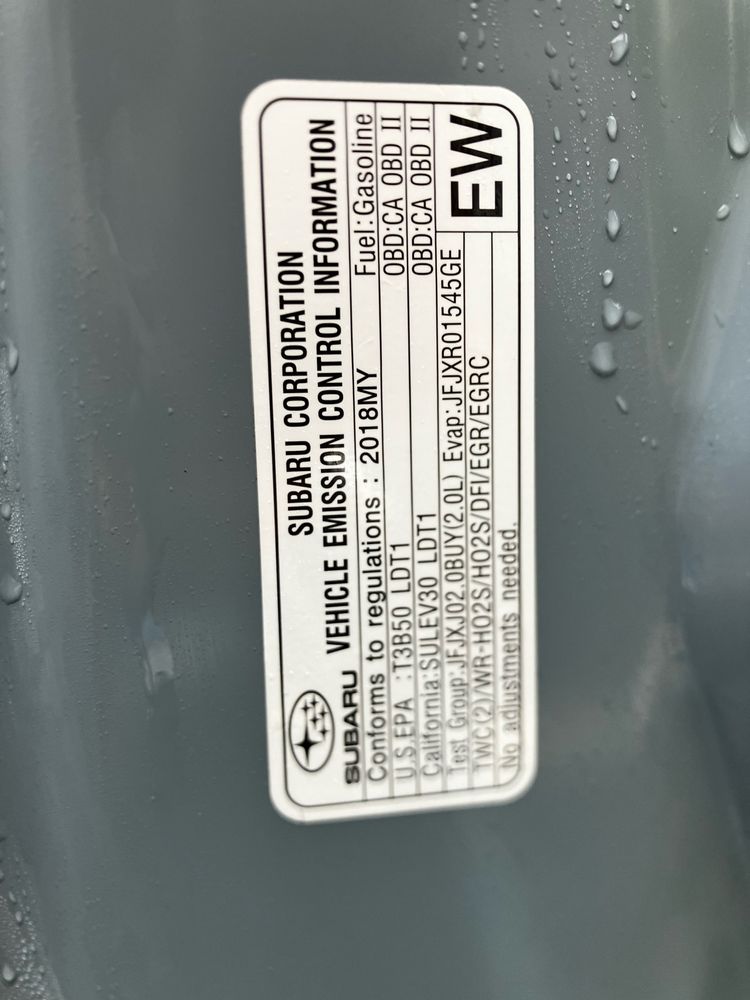 SUBARU CORPORATION
SUBARU VEHICLE EMISSION CONTROL INFORMATION
Conforms to regulations : 2018MY Fuel:Gasoline
U.S.EPA :T3B50 LDT1 OBD:CA OBD II
California:SULEV30 LDT1 OBD:CA OBD II
Test Group:JFJXJ02.0BUY(2.0L) Evap:JFJXR01545GE
TWC(2)/WR-HO2S/HO2S/DFI/EGR/EGRC
No adjustments needed.
EW